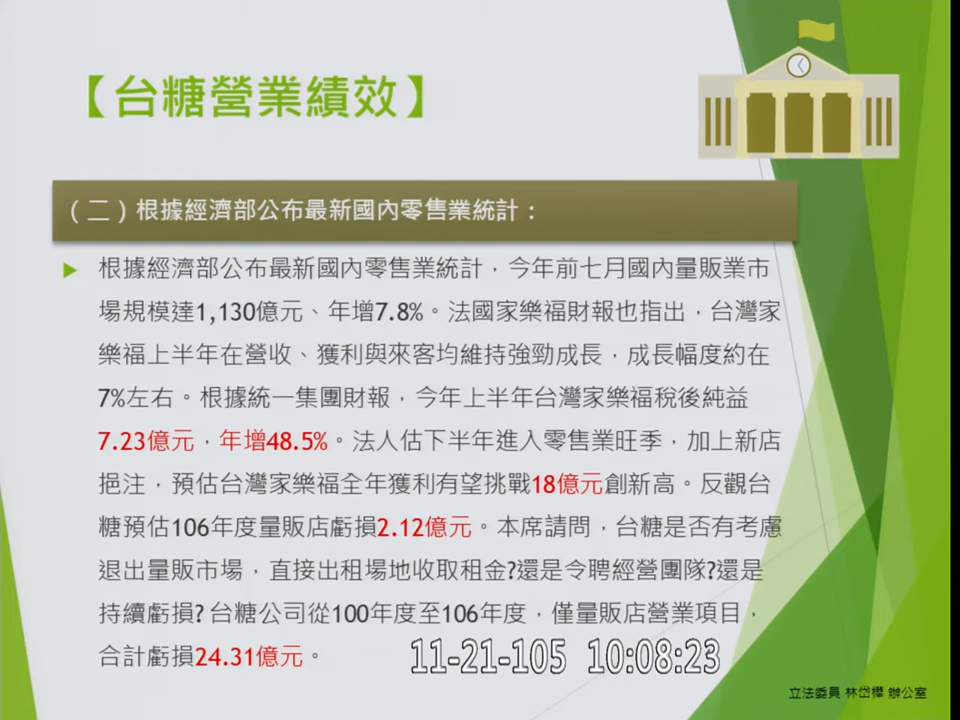 【台糖營業績效】
（二）根據經濟部公布最新國內零售業統計：
▶ 根據經濟部公布最新國內零售業統計，今年前七月國內量販業市
場規模達1,130億元、年增7.8%。法國家樂福財報也指出，台灣家
樂福上半年在營收、獲利與來客均維持強勁成長，成長幅度約在
7%左右。根據統一集團財報，今年上半年台灣家樂福稅後純益
7.23億元，年增48.5%。法人估下半年進入零售業旺季，加上新店
挹注，預估台灣家樂福全年獲利有望挑戰18億元創新高。反觀台
糖預估106年度量販店虧損2.12億元。本席請問，台糖是否有考慮
退出量販市場，直接出租場地收取租金?還是令聘經營團隊?還是
持續虧損? 台糖公司從100年度至106年度，僅量販店營業項目，
合計虧損24.31億元。
11-21-105 10:08:23
立法委員 林岱樺 辦公室